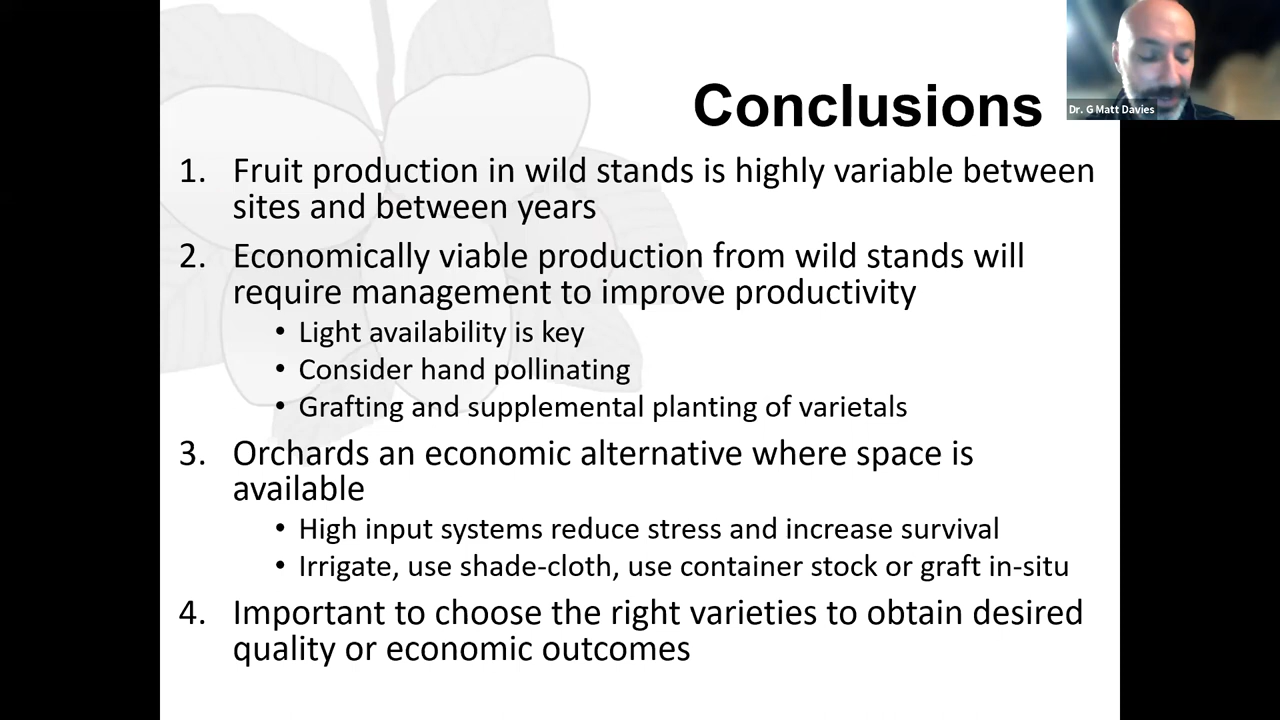 Conclusions
Dr. G Matt Davies
1. Fruit production in wild stands is highly variable between
sites and between years
2. Economically viable production from wild stands will
require management to improve productivity
• Light availability is key
• Consider hand pollinating
• Grafting and supplemental planting of varietals
3. Orchards an economic alternative where space is
available
• High input systems reduce stress and increase survival
• Irrigate, use shade-cloth, use container stock or graft in-situ
4. Important to choose the right varieties to obtain desired
quality or economic outcomes